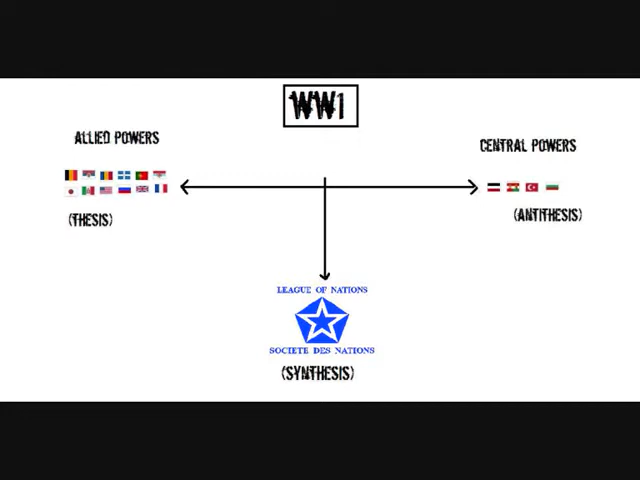 WW1
ALLIED POWERS
CENTRAL POWERS
(THESIS)
(ANTITHESIS)
LEAGUE OF NATIONS
SOCIETE DES NATIONS
(SYNTHESIS)